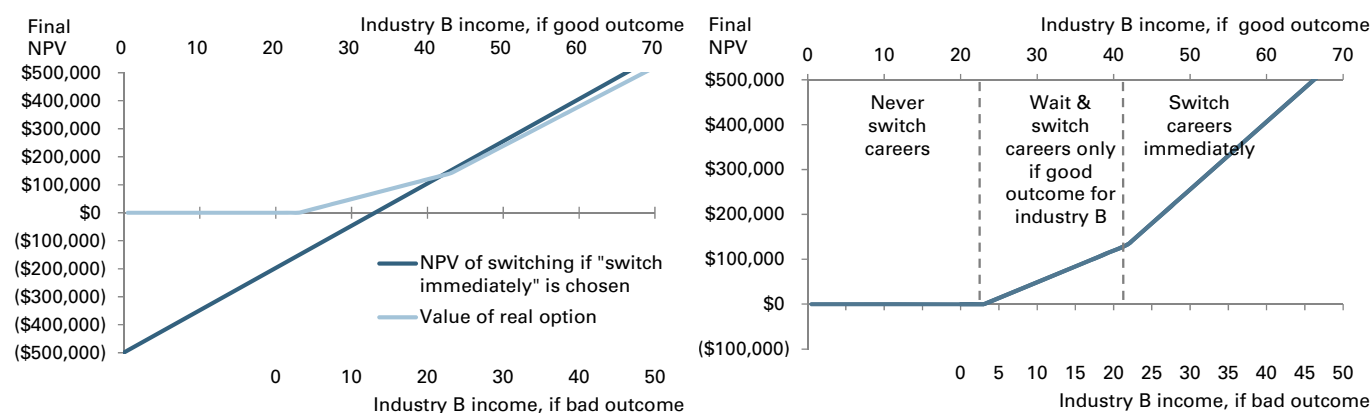 Final
NPV
Industry B income, if good outcome
0 10 20 30 40 50 60 70
$500,000
$400,000
$300,000
$200,000
$100,000
$0
($100,000)
($200,000)
($300,000)
($400,000)
($500,000)
NPV of switching if "switch
immediately" is chosen
Value of real option
0 10 20 30 40 50
Industry B income, if bad outcome
Final
NPV
Industry B income, if good outcome
0 10 20 30 40 50 60 70
$500,000
$400,000
$300,000
$200,000
$100,000
$0
($100,000)
Never
switch
careers
Wait &
switch
careers only
if good
outcome for
industry B
Switch
careers
immediately
0 5 10 15 20 25 30 35 40 45 50
Industry B income, if bad outcome